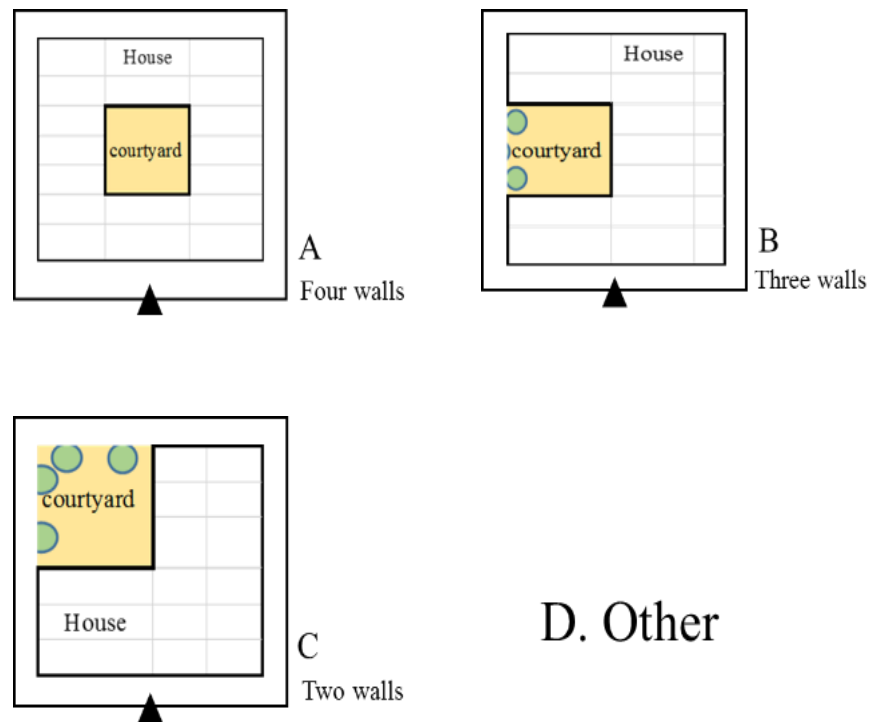 House
courtyard
A
Four walls
House
courtyard
B
Three walls
courtyard
House
C
Two walls
D. Other